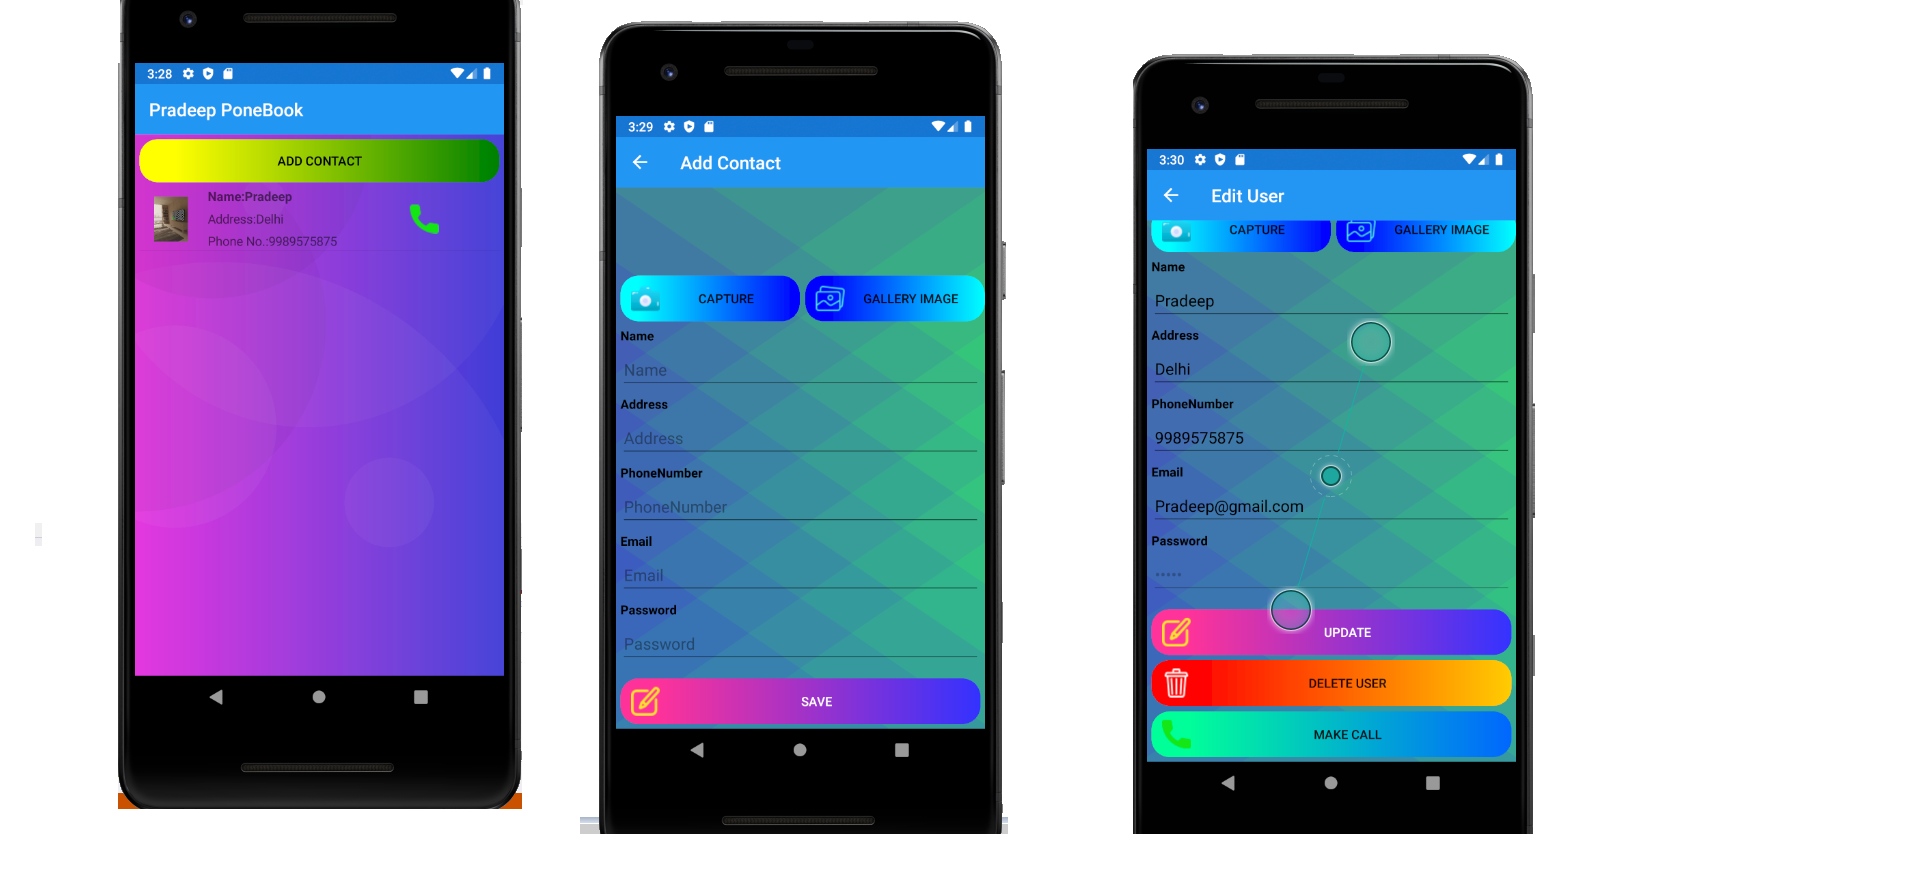 3:28
Pradeep PoneBook
ADD CONTACT
Name:Pradeep
Address:Delhi
Phone No.:9989575875
3:29
Add Contact
CAPTURE
GALLERY IMAGE
Name
Name
Address
Address
PhoneNumber
PhoneNumber
Email
Email
Password
Password
SAVE
3:30
Edit User
CAPTURE
GALLERY IMAGE
Name
Pradeep
Address
Delhi
PhoneNumber
9989575875
Email
Pradeep@gmail.com
Password
•••••
UPDATE
DELETE USER
MAKE CALL